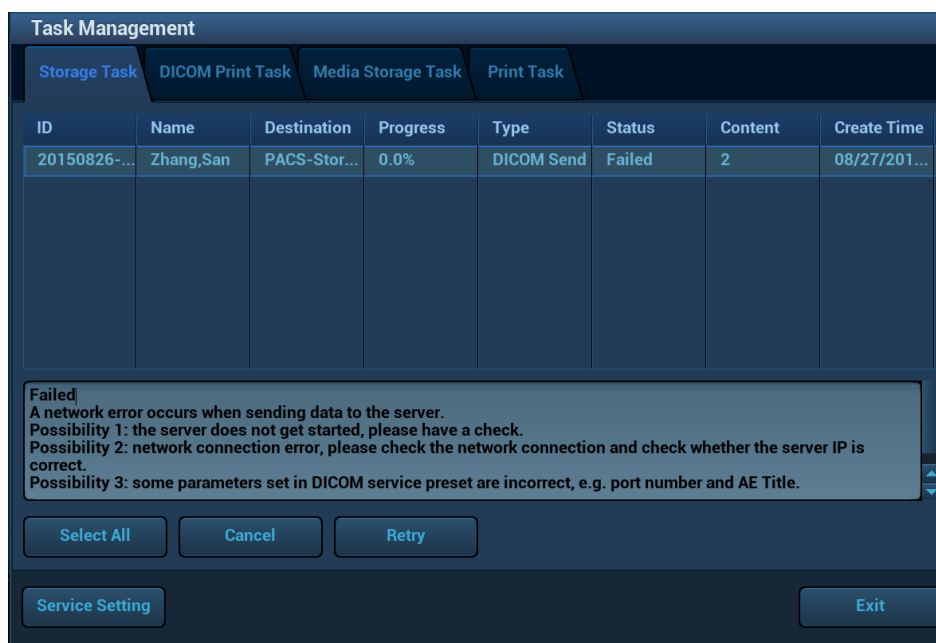 Task Management
Storage Task DICOM Print Task Media Storage Task Print Task
ID Name Destination Progress Type Status Content Create Time
20150826-... Zhang,San PACS-Stor... 0.0% DICOM Send Failed 2 08/27/201...
Failed
A network error occurs when sending data to the server.
Possibility 1: the server does not get started, please have a check.
Possibility 2: network connection error, please check the network connection and check whether the server IP is
correct.
Possibility 3: some parameters set in DICOM service preset are incorrect, e.g. port number and AE Title.
Select All Cancel Retry
Service Setting Exit